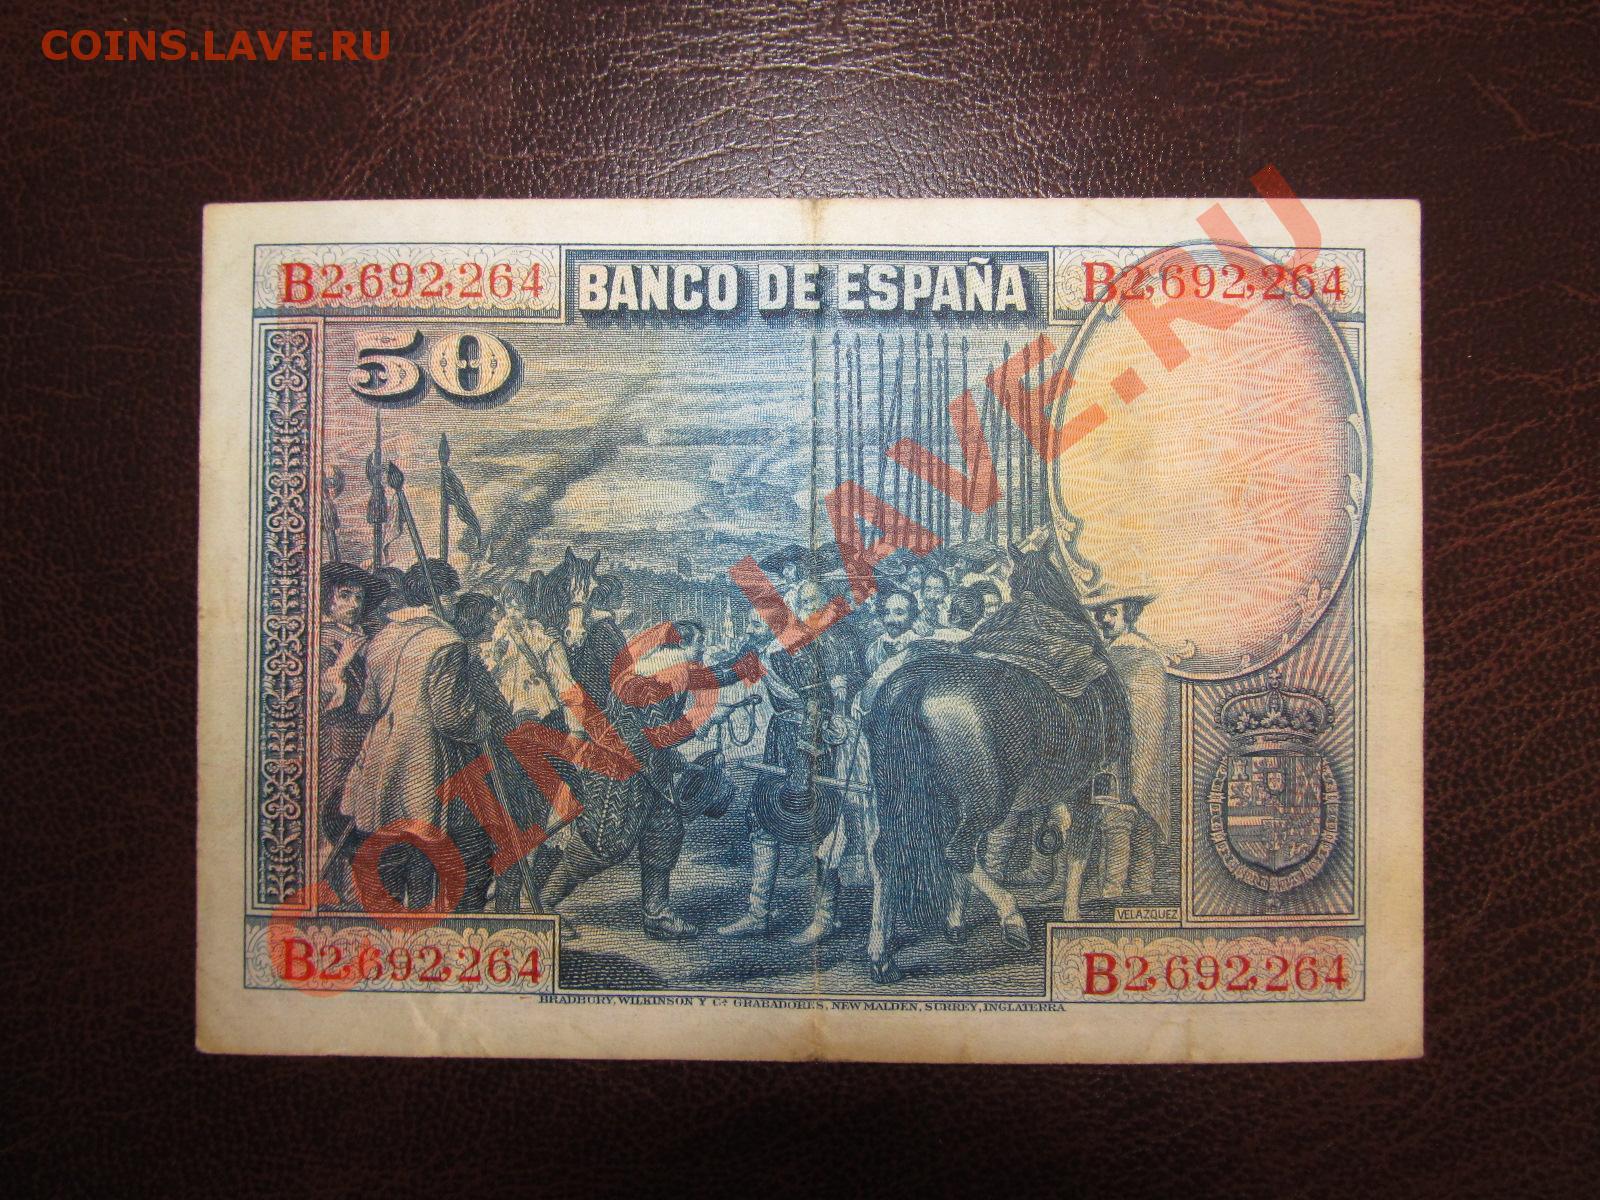 COINS.LAVE.RU
B2,692,264
BANCO DE ESPAÑA
B2,692,264
50
COINS.LAVE.RU
VELAZQUEZ
B2,692,264
B2,692,264
BRADBURY, WILKINSON Y Cª. GRABADORES, NEW MALDEN, SURREY, INGLATERRA